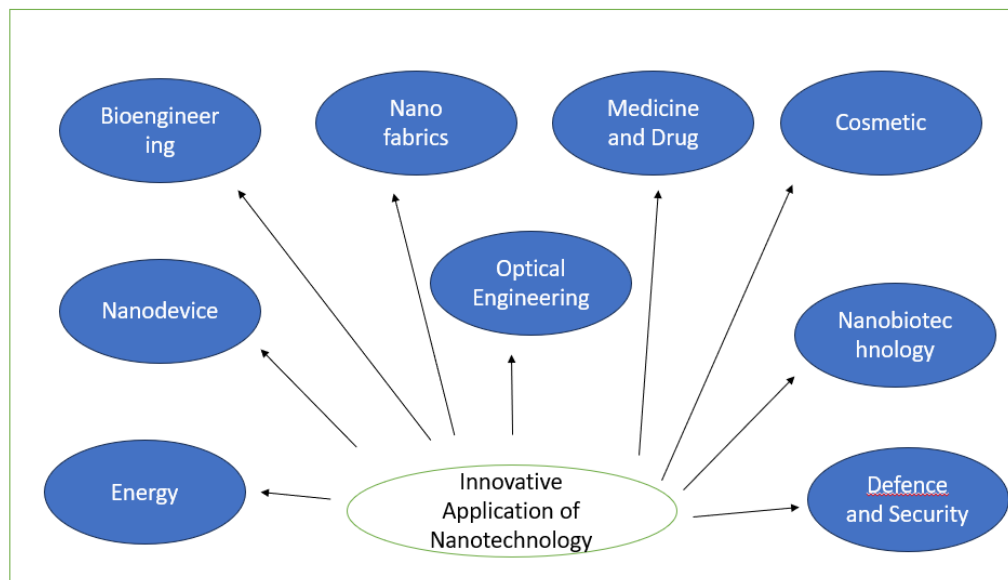 Bioengineer
ing
Nano
fabrics
Medicine
and Drug
Cosmetic
Optical
Engineering
Nanodevice
Nanobiotec
hnology
Energy
Innovative
Application of
Nanotechnology
Defence
and Security